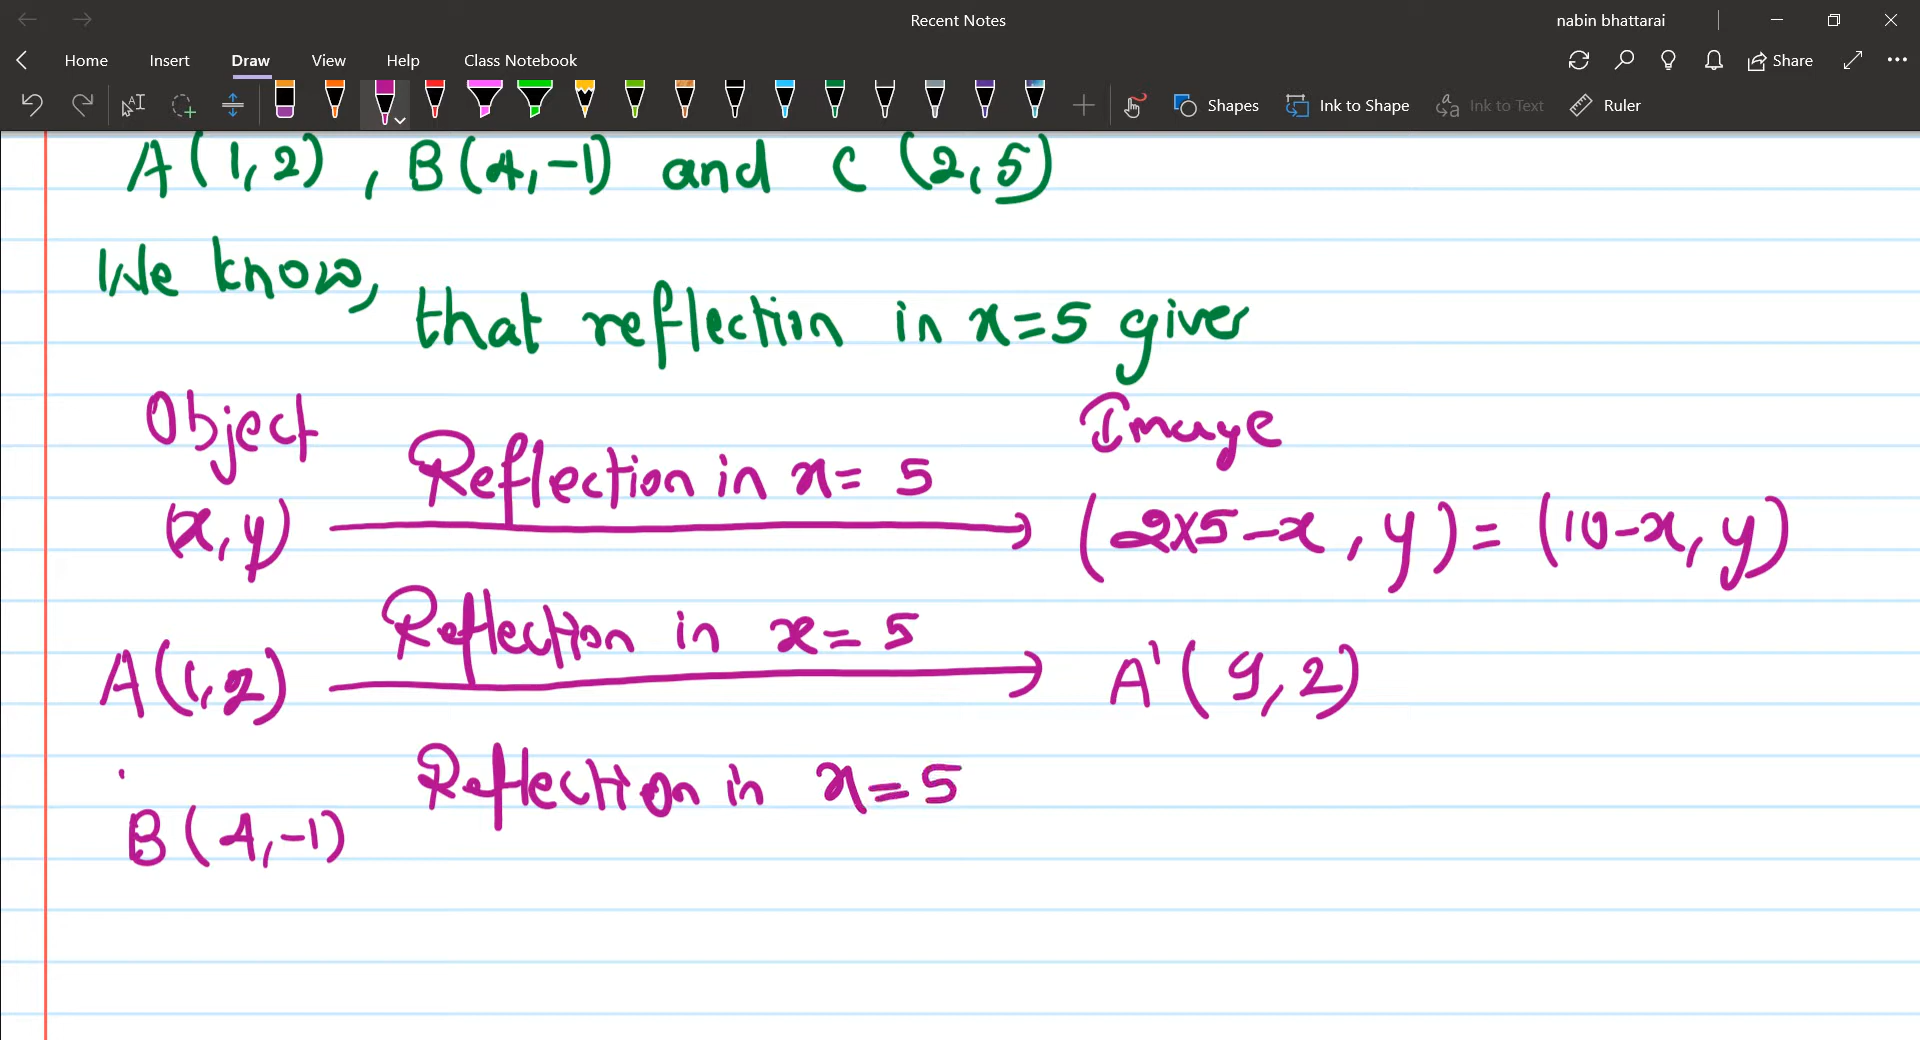 Recent Notes nabin bhattarai
Home Insert Draw View Help Class Notebook Share
Shapes Ink to Shape Ink to Text Ruler
A(1,2) , B(4,-1) and C (2,5)
We know,
that reflection in x=5 gives
Object Image
Reflection in x= 5
(x,y) (2x5-x, y) = (10-x, y)
Reflection in x= 5
A(1,2) A'(9,2)
Reflection in x=5
B(4,-1)